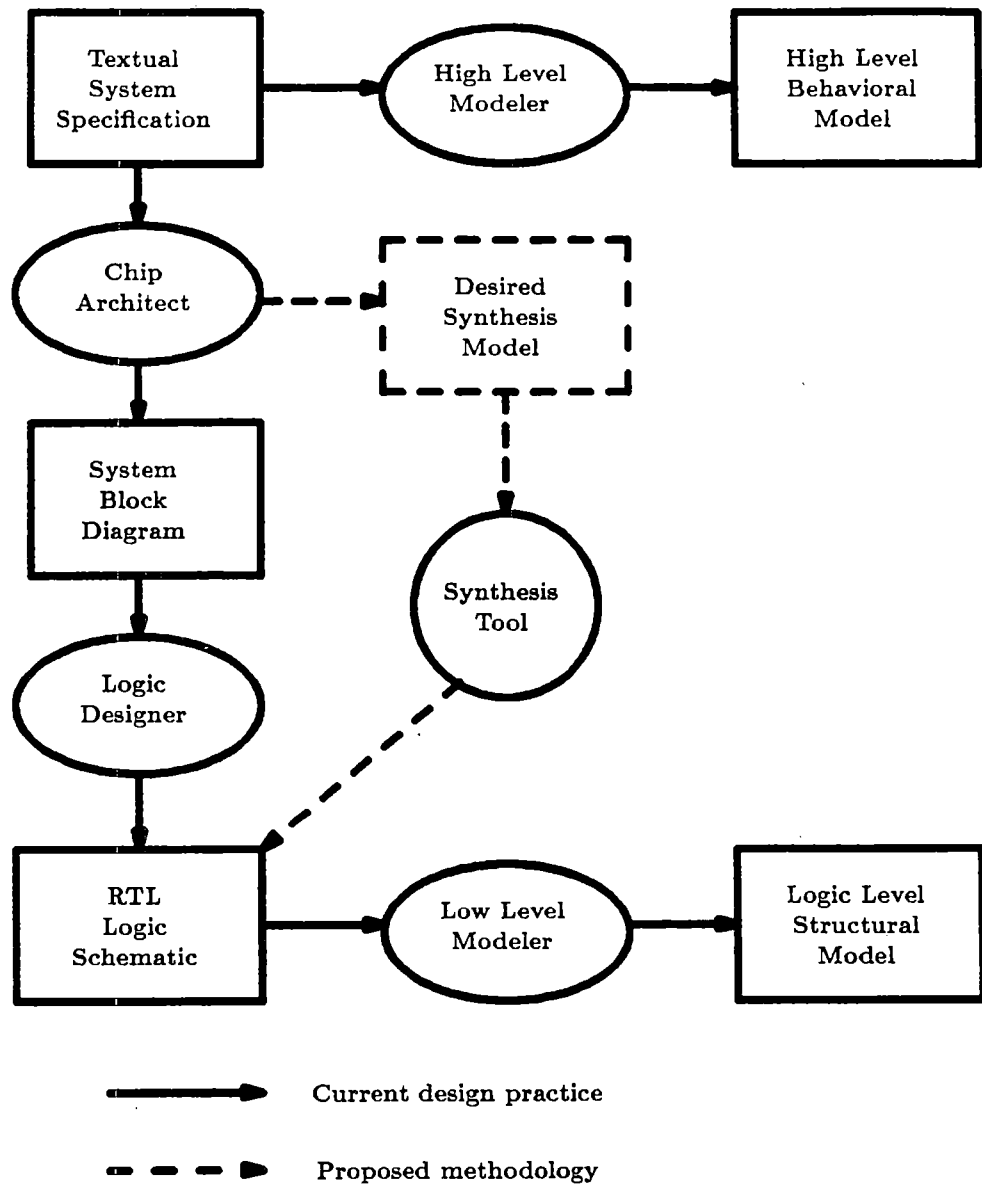 Textual
System
Specification
High Level
Modeler
High Level
Behavioral
Model
Chip
Architect
Desired
Synthesis
Model
System
Block
Diagram
Synthesis
Tool
Logic
Designer
RTL
Logic
Schematic
Low Level
Modeler
Logic Level
Structural
Model
Current design practice
Proposed methodology